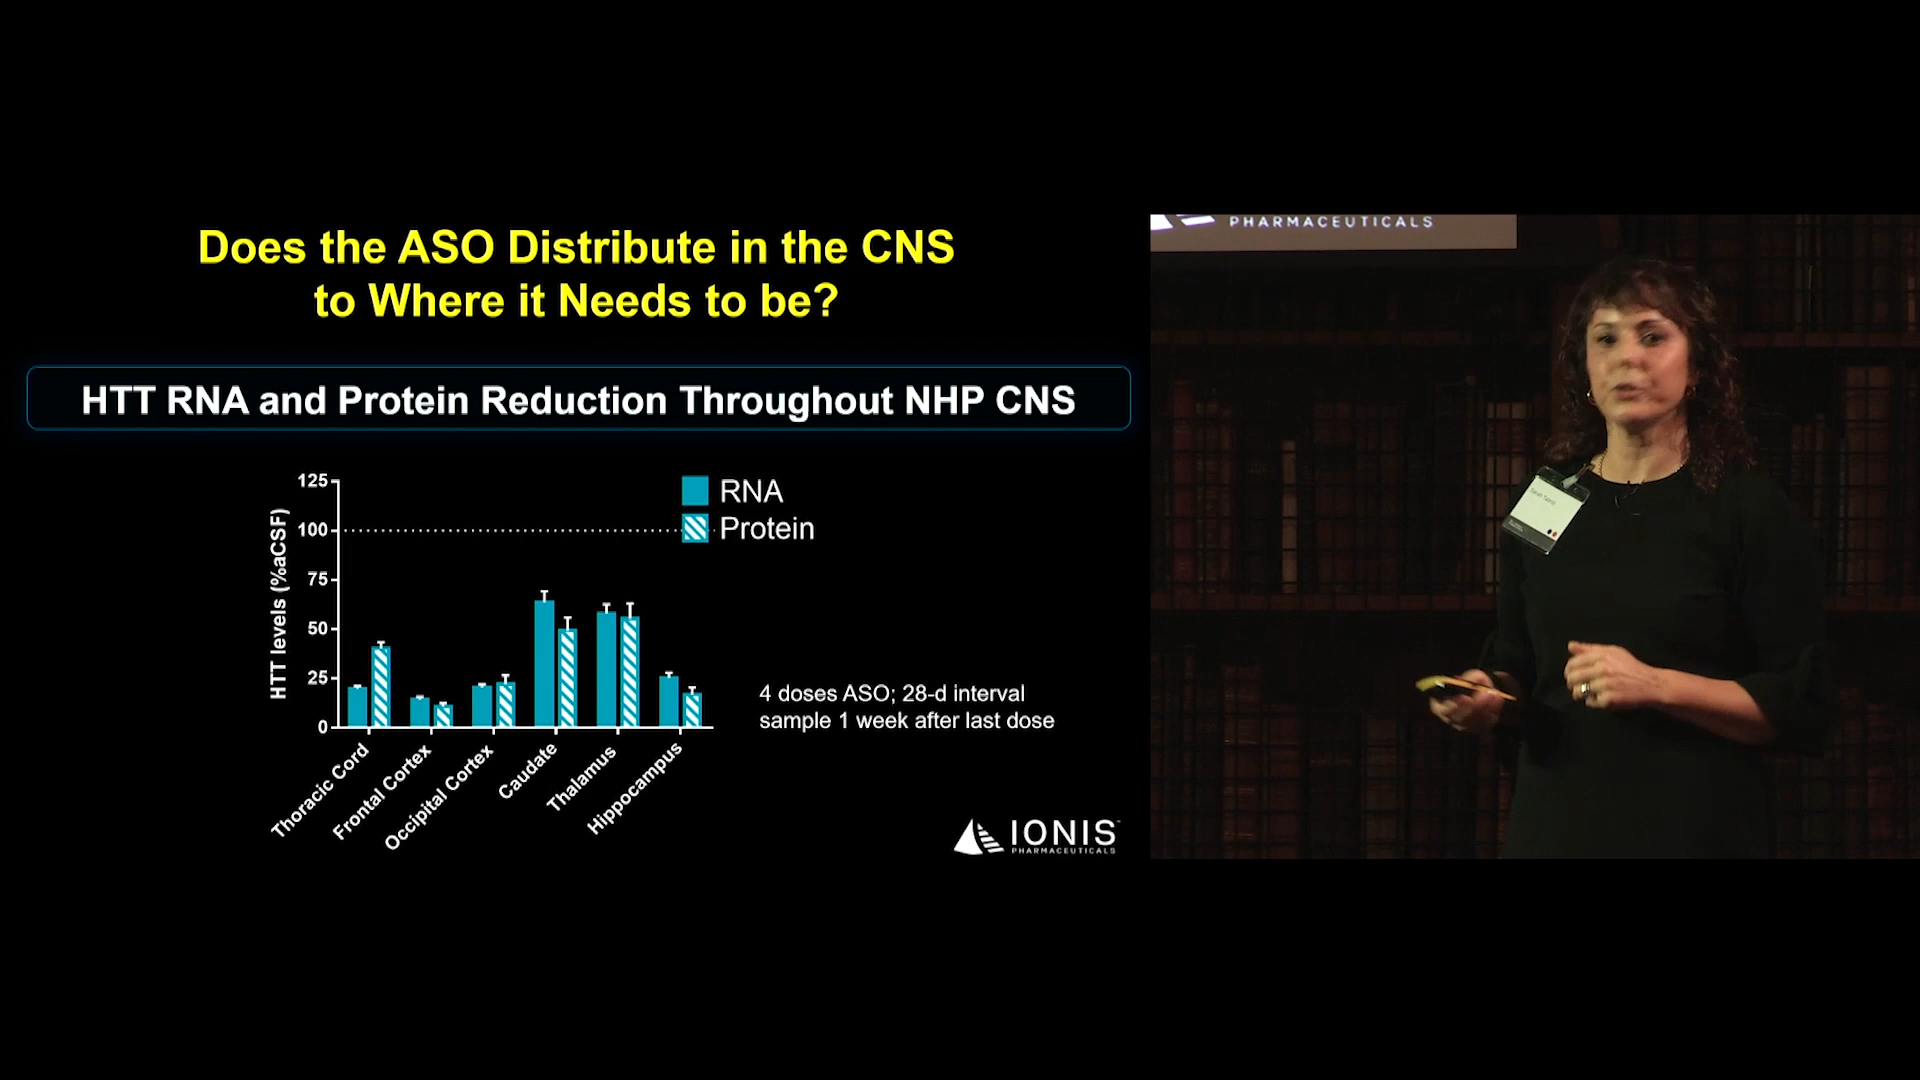 Does the ASO Distribute in the CNS
to Where it Needs to be?
HTT RNA and Protein Reduction Throughout NHP CNS
HTT levels (%aCSF)
125
100
75
50
25
0
RNA
Protein
Thoracic Cord
Frontal Cortex
Occipital Cortex
Caudate
Thalamus
Hippocampus
4 doses ASO; 28-d interval
sample 1 week after last dose
IONIS
PHARMACEUTICALS
PHARMACEUTICALS